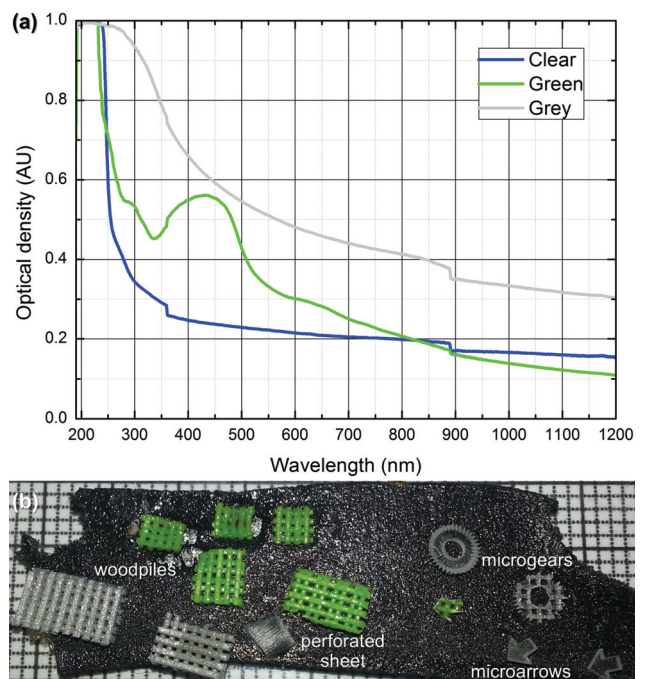 (a)
1.0
0.8
0.6
0.4
0.2
0.0
Optical density (AU)
Clear
Green
Grey
200 300 400 500 600 700 800 900 1000 1100 1200
Wavelength (nm)
(b)
woodpiles
microgears
perforated
sheet
microarrows